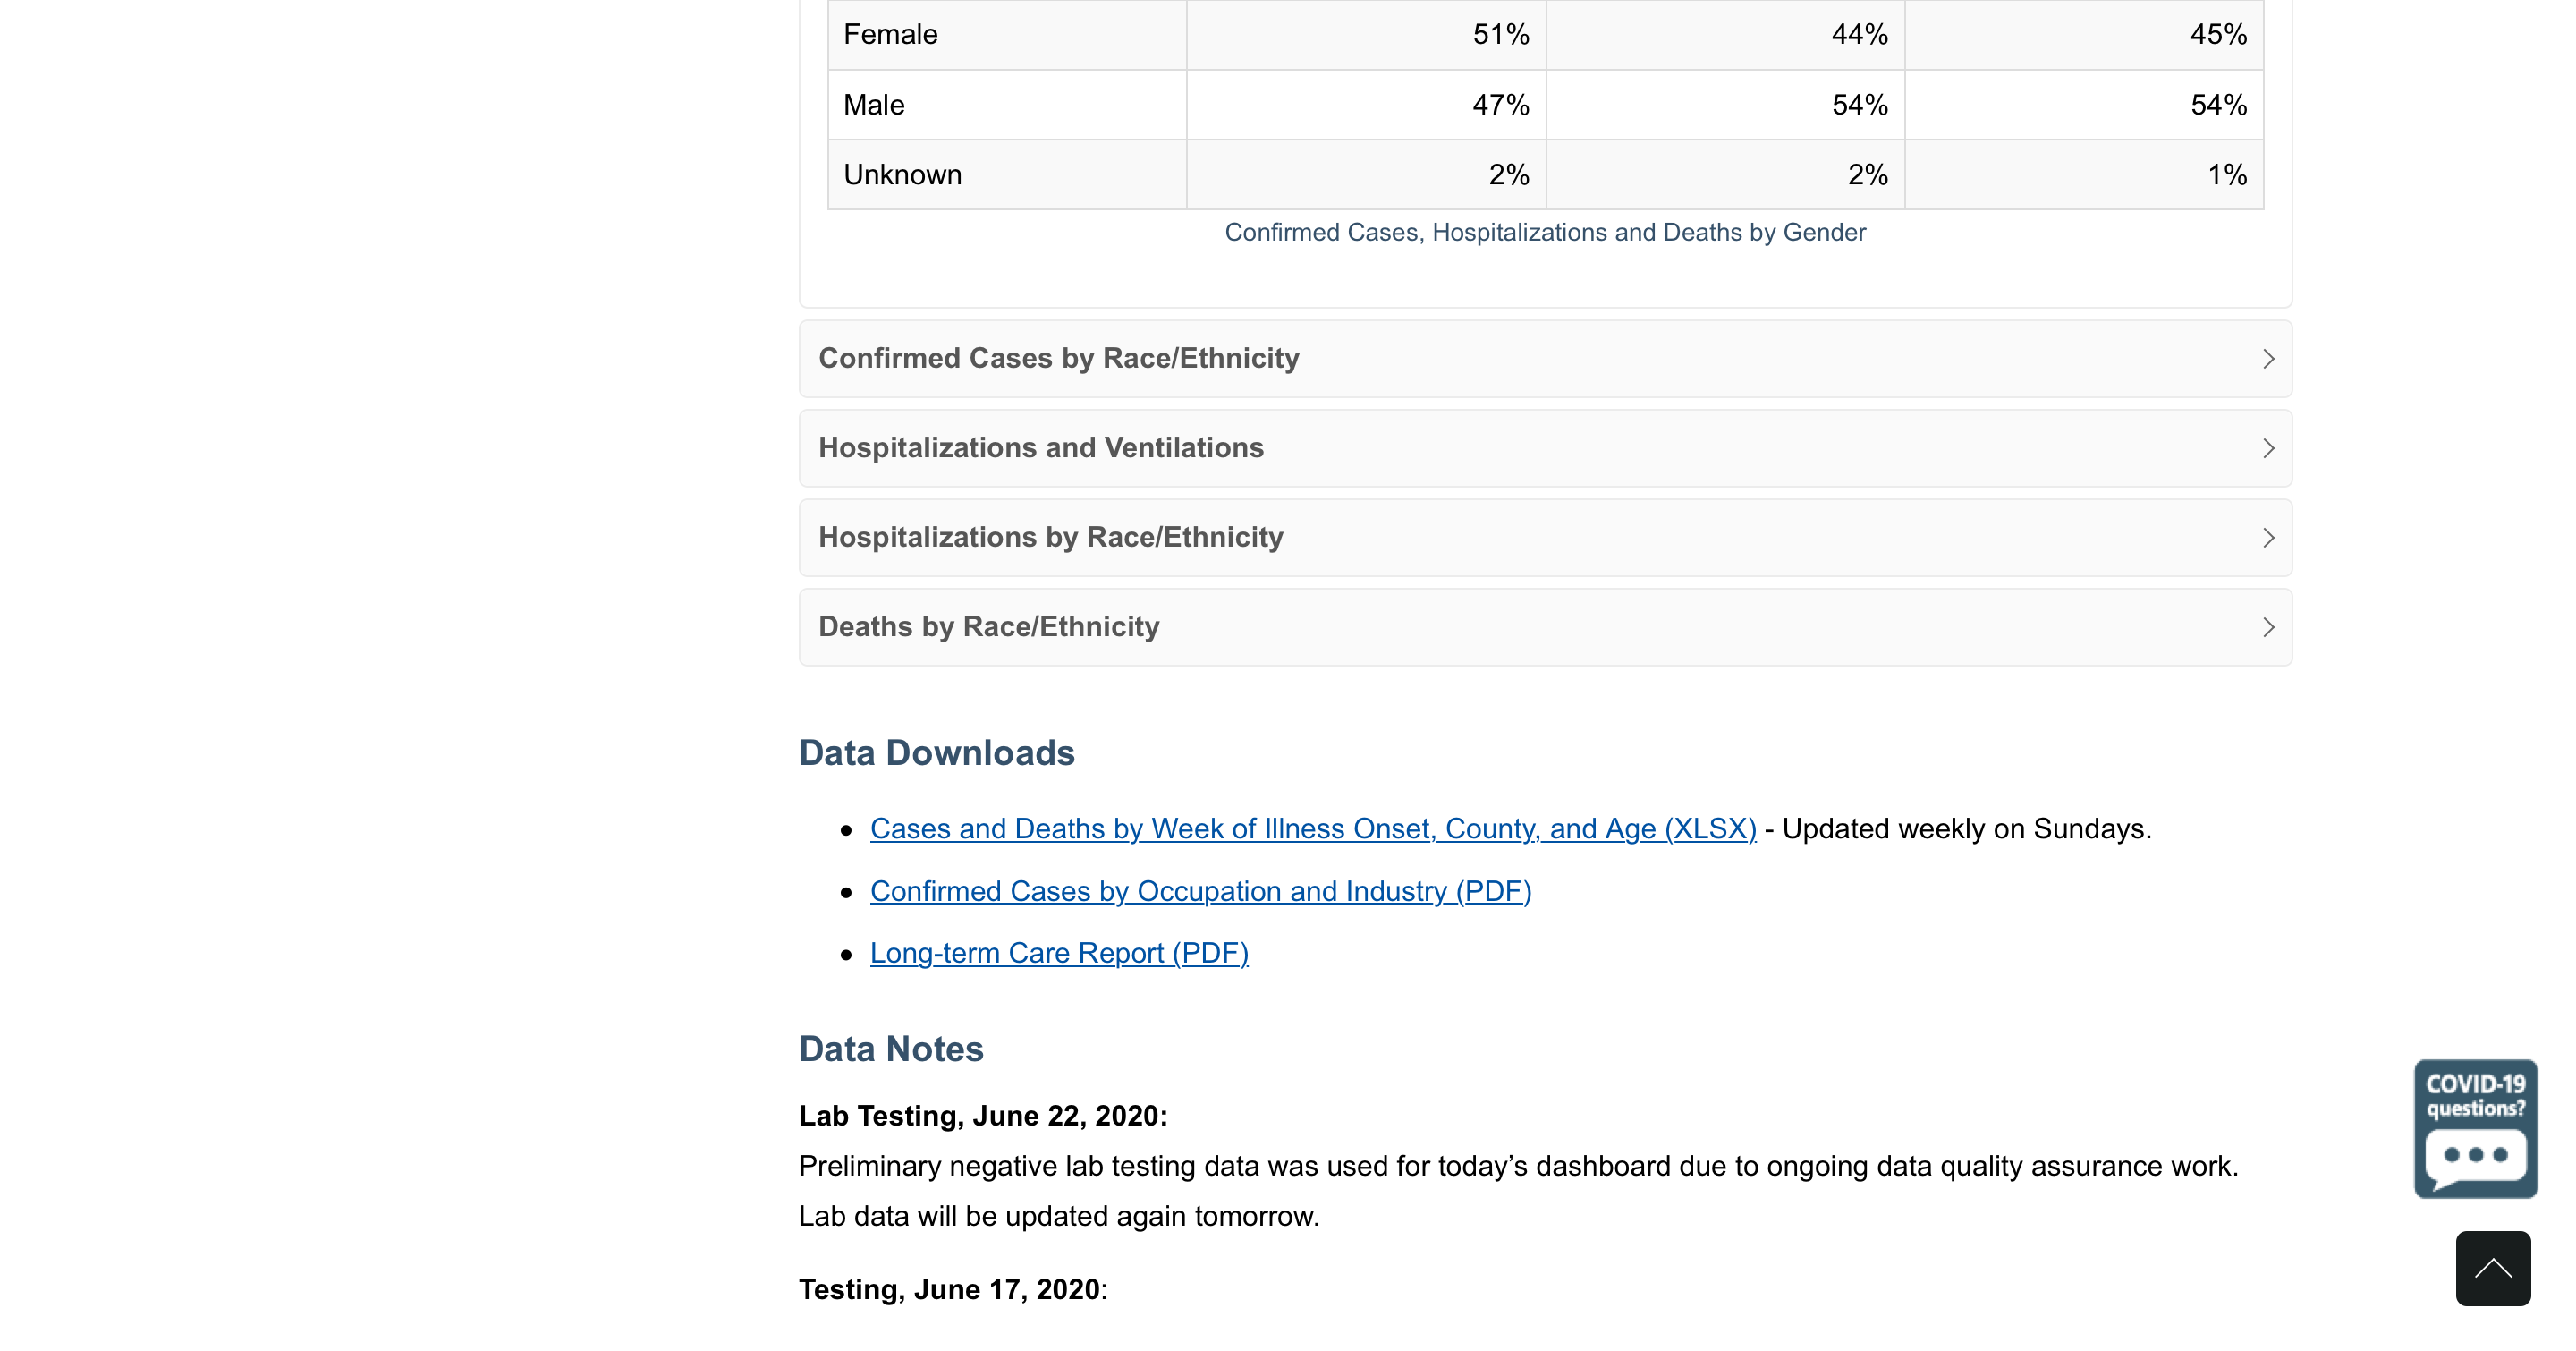 Female 51% 44% 45%
Male 47% 54% 54%
Unknown 2% 2% 1%
Confirmed Cases, Hospitalizations and Deaths by Gender
Confirmed Cases by Race/Ethnicity
Hospitalizations and Ventilations
Hospitalizations by Race/Ethnicity
Deaths by Race/Ethnicity
Data Downloads
• Cases and Deaths by Week of Illness Onset, County, and Age (XLSX) - Updated weekly on Sundays.
• Confirmed Cases by Occupation and Industry (PDF)
• Long-term Care Report (PDF)
Data Notes
Lab Testing, June 22, 2020:
Preliminary negative lab testing data was used for today’s dashboard due to ongoing data quality assurance work.
Lab data will be updated again tomorrow.
Testing, June 17, 2020:
COVID-19
questions?